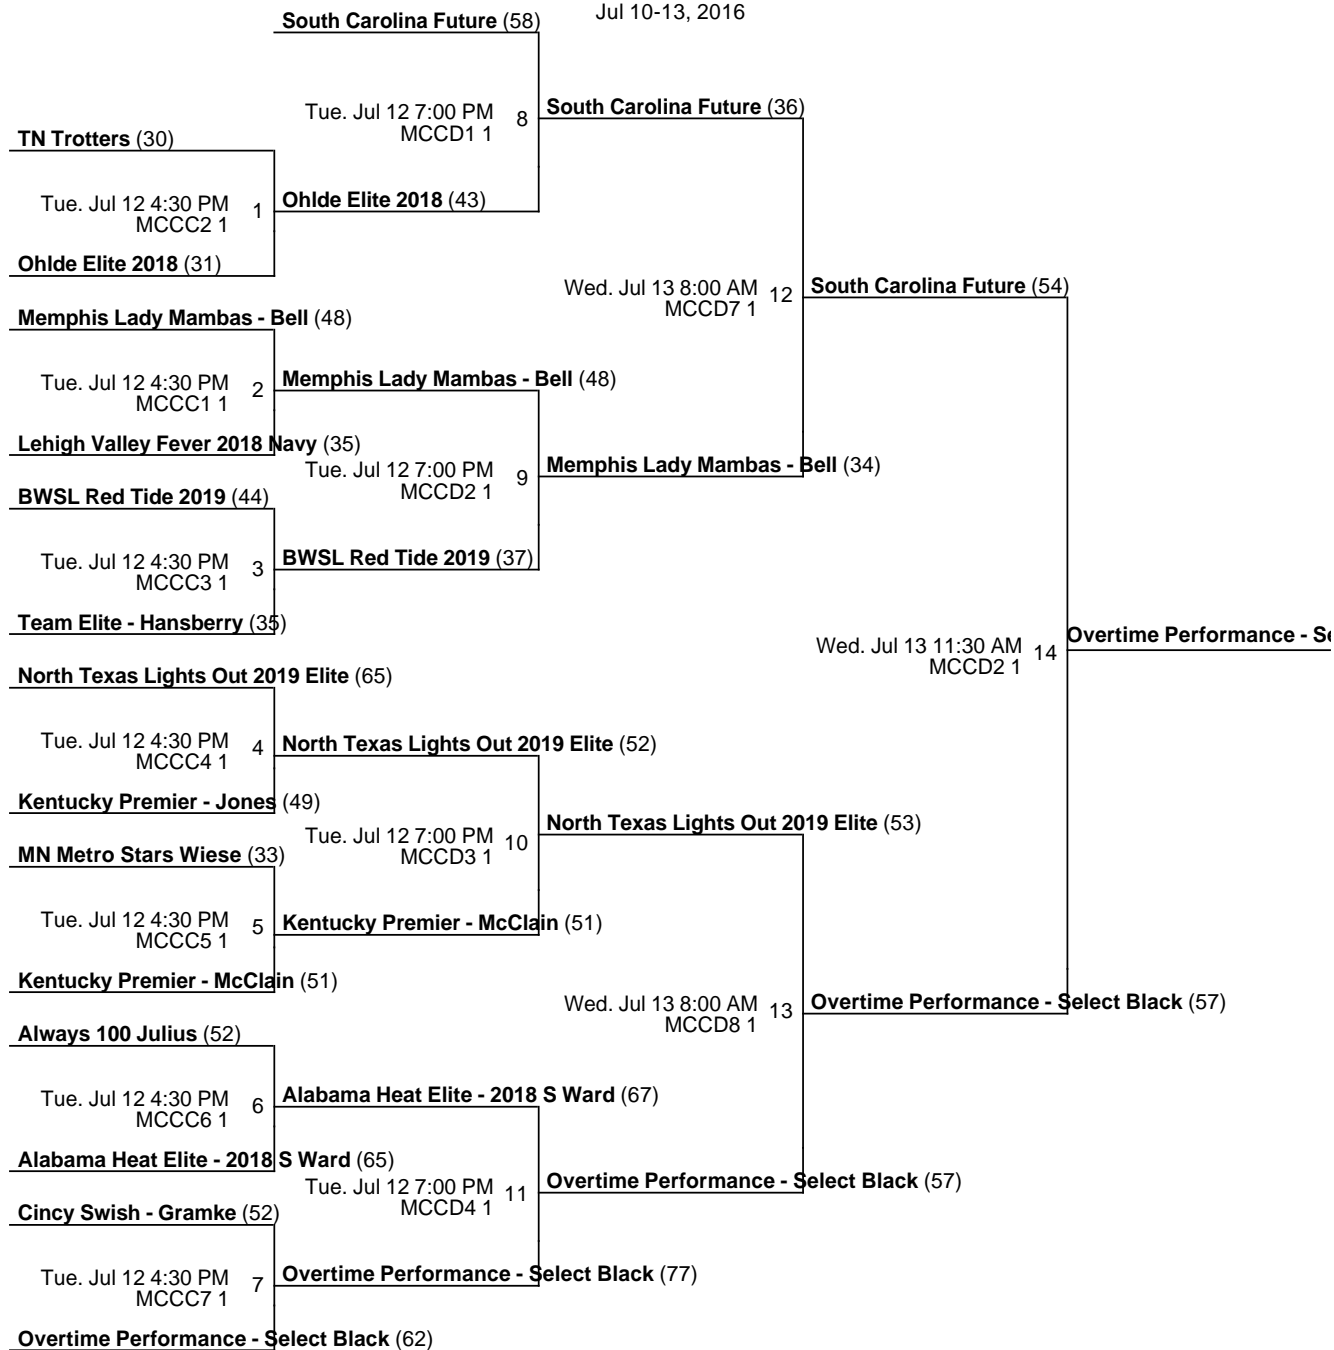 Jul 10-13, 2016
South Carolina Future (58)
Tue. Jul 12 7:00 PM 8
MCCD1 1
South Carolina Future (36)
TN Trotters (30)
Tue. Jul 12 4:30 PM 1
MCCC2 1
Ohlde Elite 2018 (43)
Ohlde Elite 2018 (31)
Wed. Jul 13 8:00 AM 12
MCCD7 1
South Carolina Future (54)
Memphis Lady Mambas - Bell (48)
Tue. Jul 12 4:30 PM 2
MCCC1 1
Memphis Lady Mambas - Bell (48)
Lehigh Valley Fever 2018 Navy (35)
Tue. Jul 12 7:00 PM 9
MCCD2 1
Memphis Lady Mambas - Bell (34)
BWSL Red Tide 2019 (44)
Tue. Jul 12 4:30 PM 3
MCCC3 1
BWSL Red Tide 2019 (37)
Team Elite - Hansberry (35)
Wed. Jul 13 11:30 AM 14
MCCD2 1
Overtime Performance - Se
North Texas Lights Out 2019 Elite (65)
Tue. Jul 12 4:30 PM 4
MCCC4 1
North Texas Lights Out 2019 Elite (52)
Kentucky Premier - Jones (49)
Tue. Jul 12 7:00 PM 10
MCCD3 1
North Texas Lights Out 2019 Elite (53)
MN Metro Stars Wiese (33)
Tue. Jul 12 4:30 PM 5
MCCC5 1
Kentucky Premier - McClain (51)
Kentucky Premier - McClain (51)
Wed. Jul 13 8:00 AM 13
MCCD8 1
Overtime Performance - Select Black (57)
Always 100 Julius (52)
Tue. Jul 12 4:30 PM 6
MCCC6 1
Alabama Heat Elite - 2018 S Ward (67)
Alabama Heat Elite - 2018 S Ward (65)
Tue. Jul 12 7:00 PM 11
MCCD4 1
Overtime Performance - Select Black (57)
Cincy Swish - Gramke (52)
Tue. Jul 12 4:30 PM 7
MCCC7 1
Overtime Performance - Select Black (77)
Overtime Performance - Select Black (62)